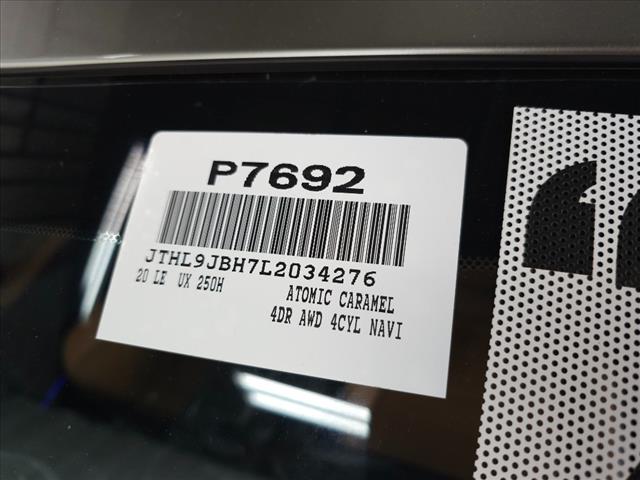 P7692
JTHL9JBH7L2034276
20 LE UX 250H
ATOMIC CARAMEL
4DR AWD 4CYL NAVI